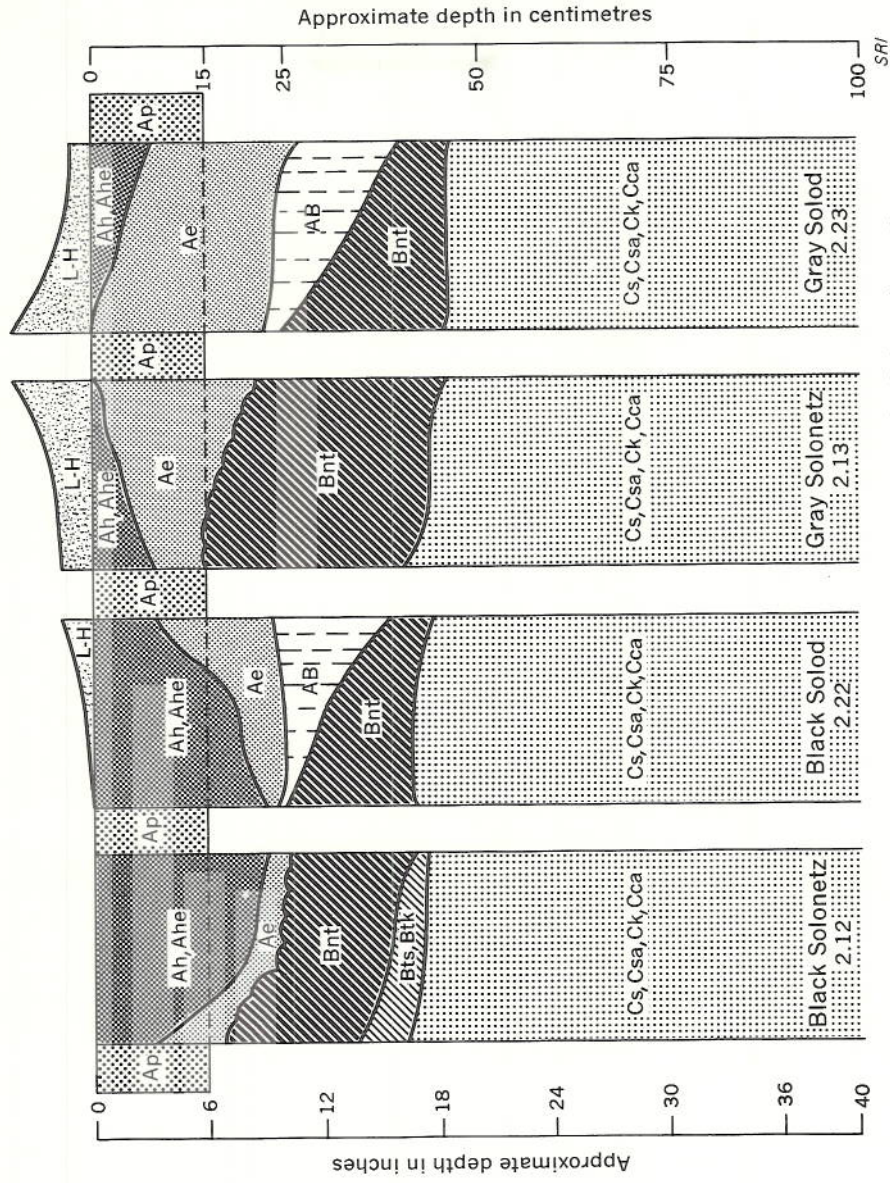 Approximate depth in centimetres
0
15
25
50
75
100
SRI
Ap
L-H
Ah,Ahe
Ae
AB
Bnt
Cs,Csa,Ck,Cca
Gray Solod
2.23
Ap
L-H
Ah,Ahe
Ae
Bnt
Cs,Csa,Ck,Cca
Gray Solonetz
2.13
Ap
L-H
Ah,Ahe
Ae
AB
Bnt
Cs,Csa,Ck,Cca
Black Solod
2.22
Ap
Ah,Ahe
Ae
Bnt
Bts,Btk
Cs,Csa,Ck,Cca
Black Solonetz
2.12
Ap
0
6
12
18
24
30
36
40
Approximate depth in inches